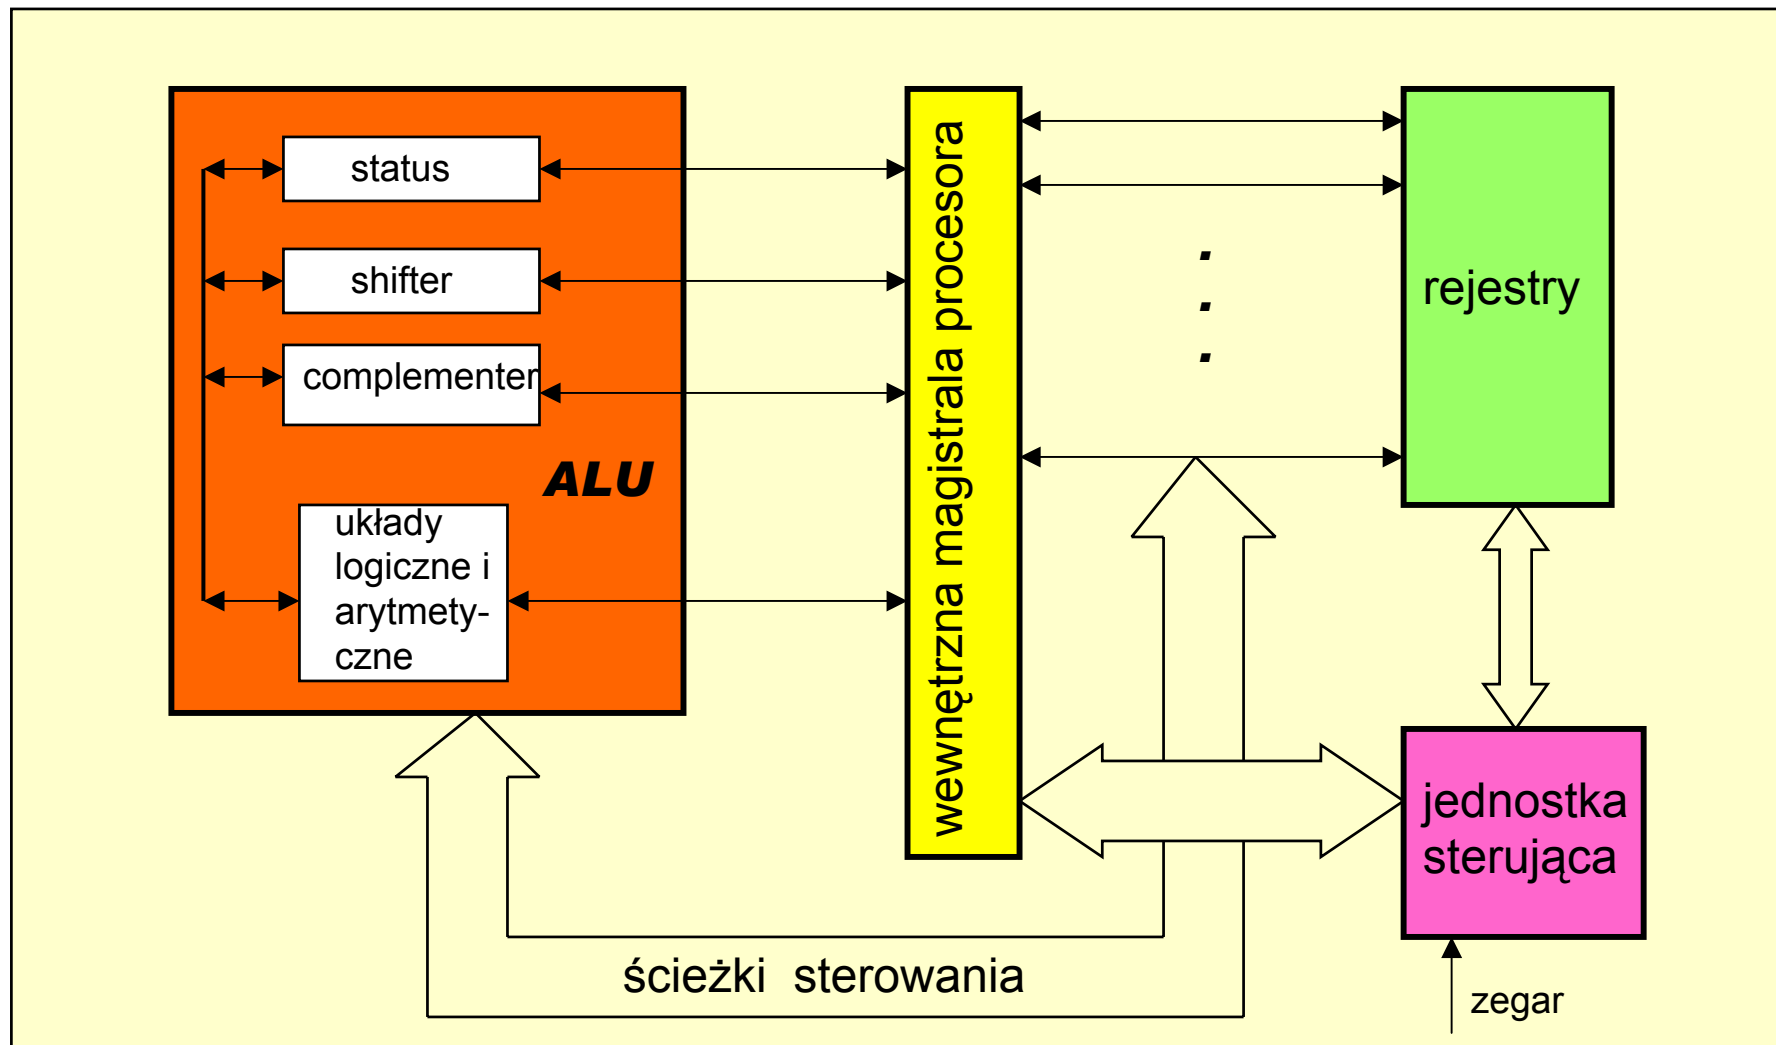 status
shifter
complementer
ALU
układy
logiczne i
arytmety-
czne
wewnętrzna magistrala procesora
.
.
.
rejestry
jednostka
sterująca
ścieżki sterowania
zegar